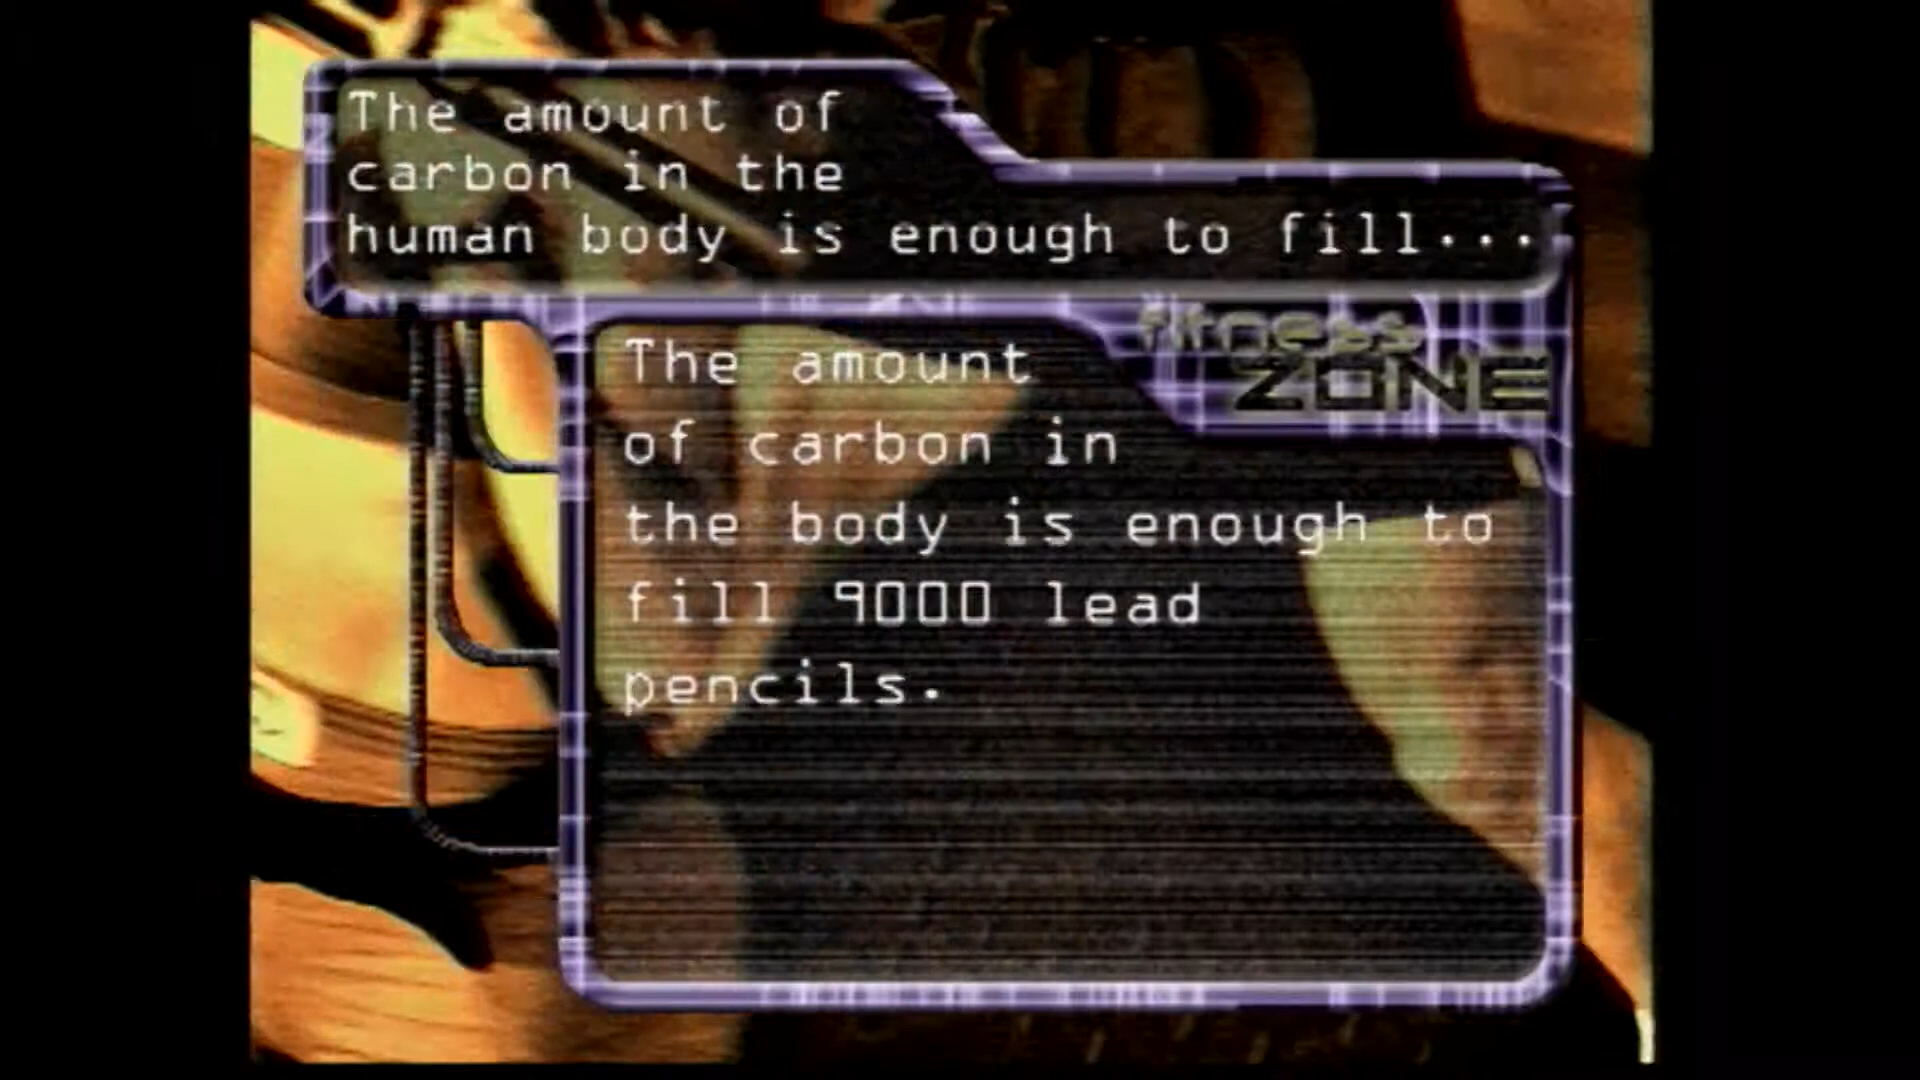 The amount of
carbon in the
human body is enough to fill...
fitness
ZONE
The amount
of carbon in
the body is enough to
fill 9000 lead
pencils.